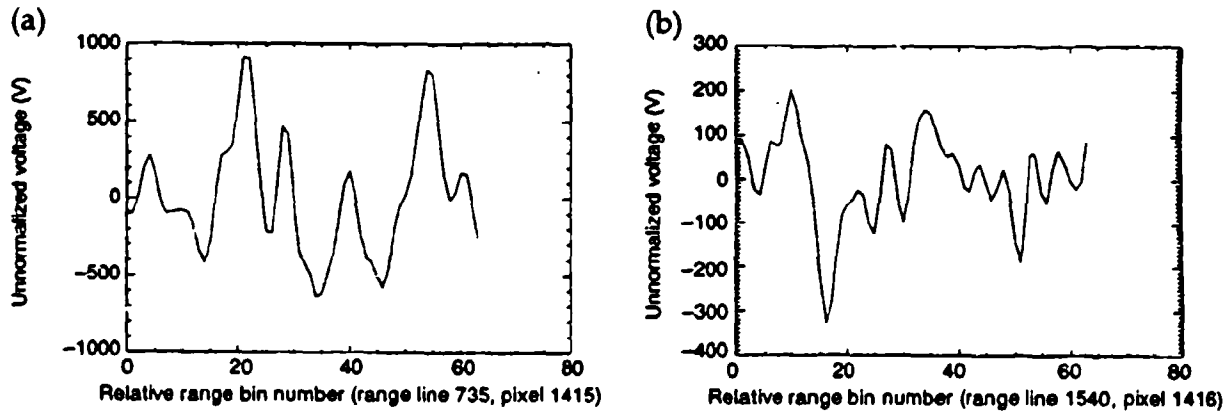 (a)
1000
500
0
−500
−1000
Unnormalized voltage (V)
0 20 40 60 80
Relative range bin number (range line 735, pixel 1415)
(b)
300
200
100
0
−100
−200
−300
−400
Unnormalized voltage (V)
0 20 40 60 80
Relative range bin number (range line 1540, pixel 1416)